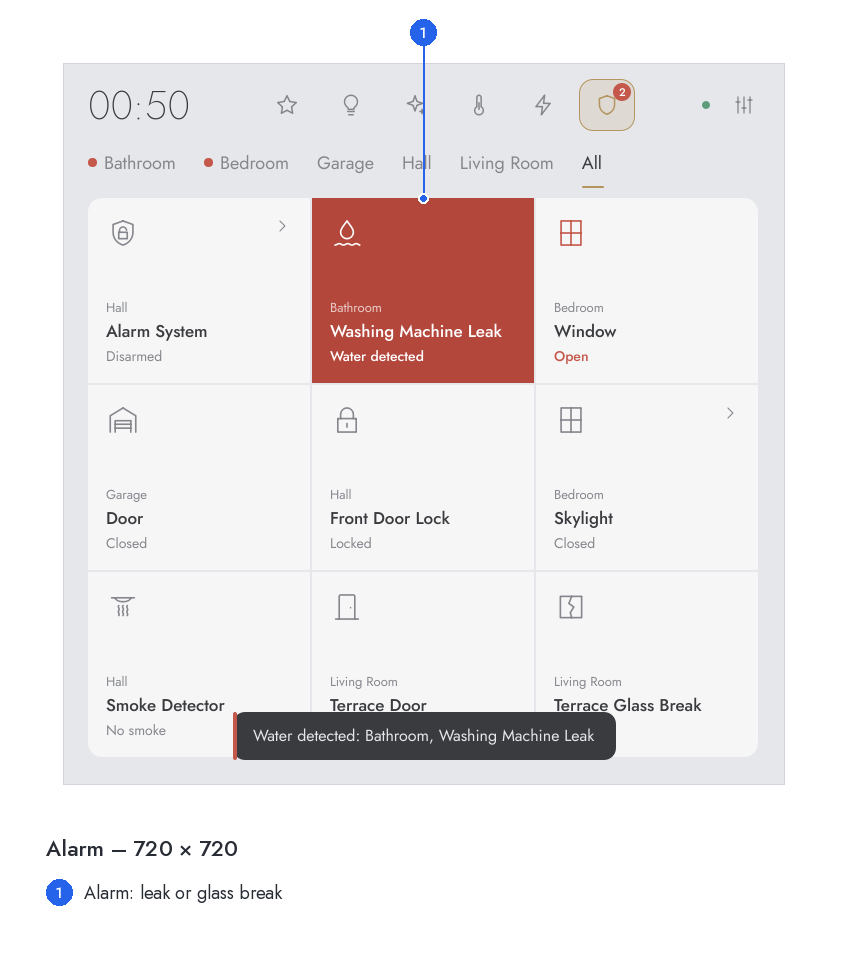 1
00:50
2
Bathroom Bedroom Garage Hall Living Room All
Hall
Alarm System
Disarmed
Bathroom
Washing Machine Leak
Water detected
Bedroom
Window
Open
Garage
Door
Closed
Hall
Front Door Lock
Locked
Bedroom
Skylight
Closed
Hall
Smoke Detector
No smoke
Living Room
Terrace Door
Living Room
Terrace Glass Break
Water detected: Bathroom, Washing Machine Leak
Alarm – 720 × 720
1 Alarm: leak or glass break